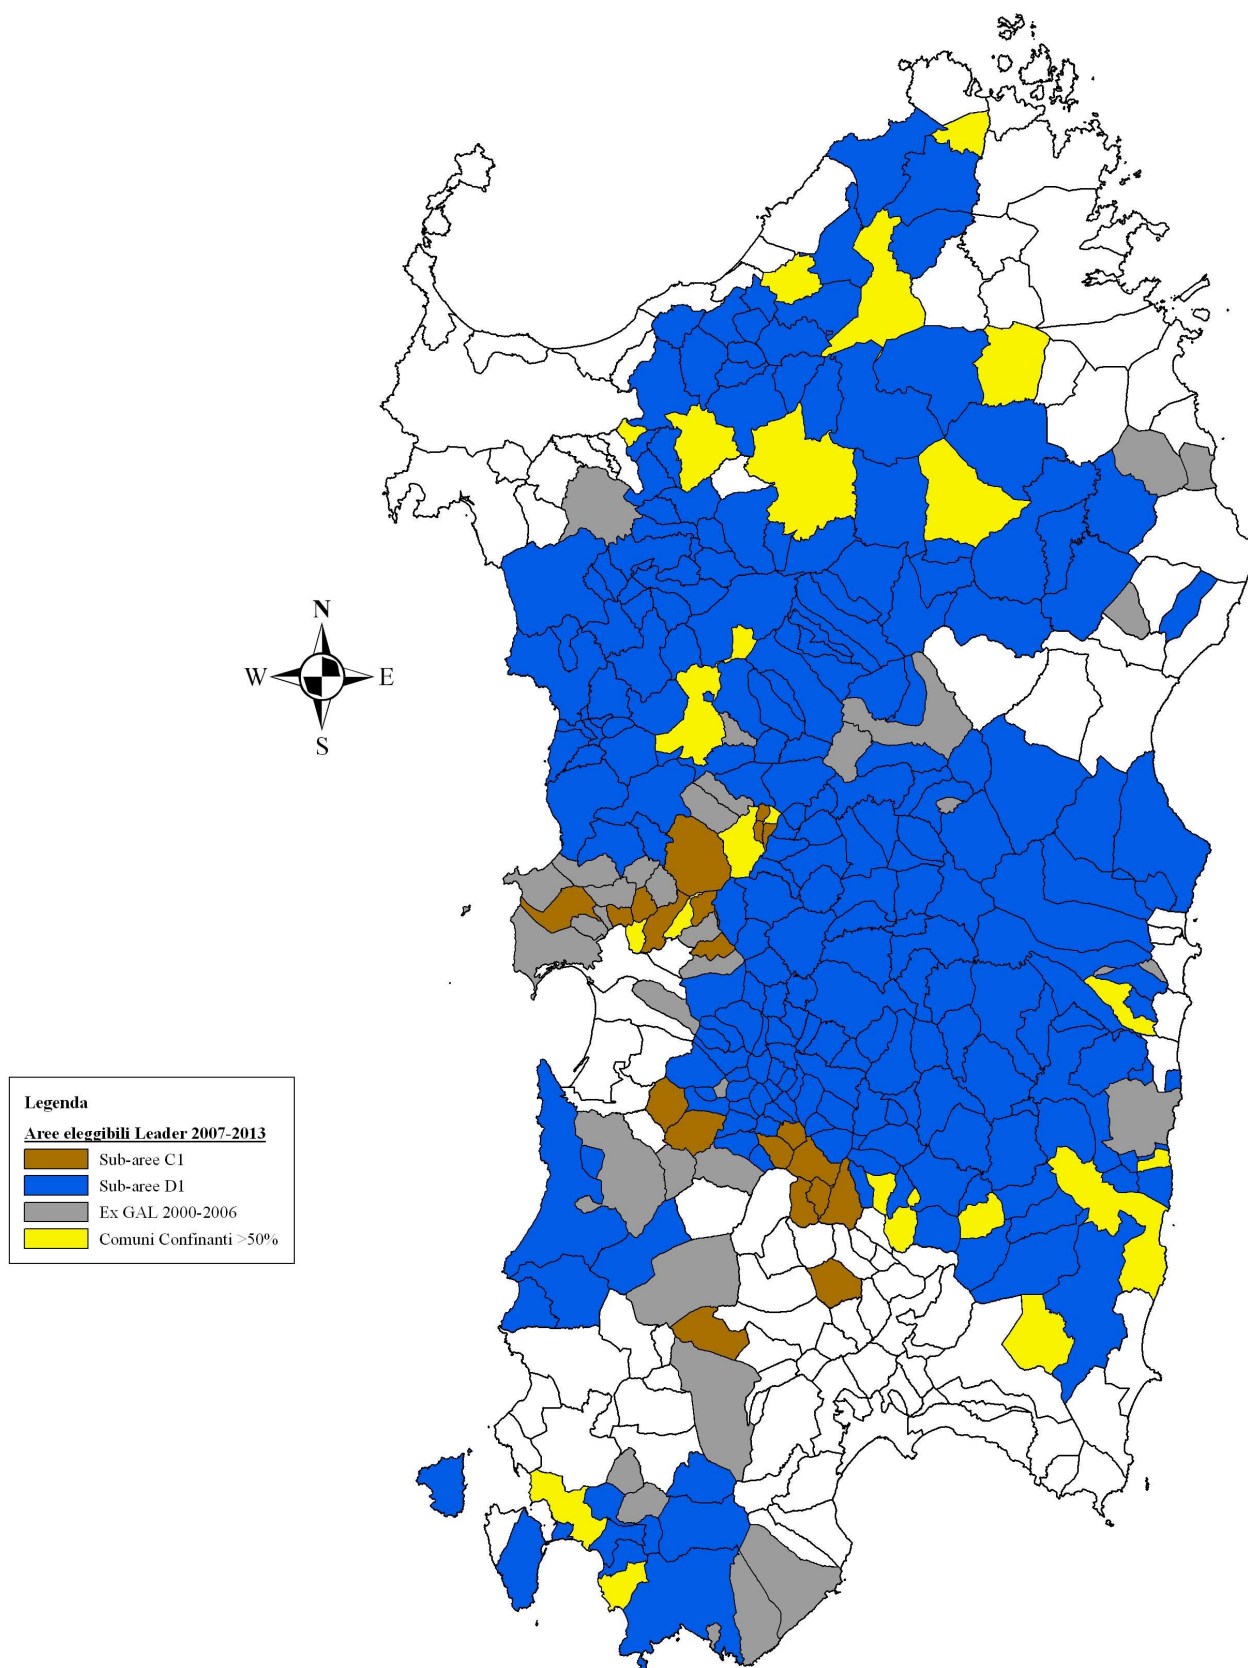 N
W
E
S
Legenda
Aree eleggibili Leader 2007-2013
Sub-aree C1
Sub-aree D1
Ex GAL 2000-2006
Comuni Confinanti >50%